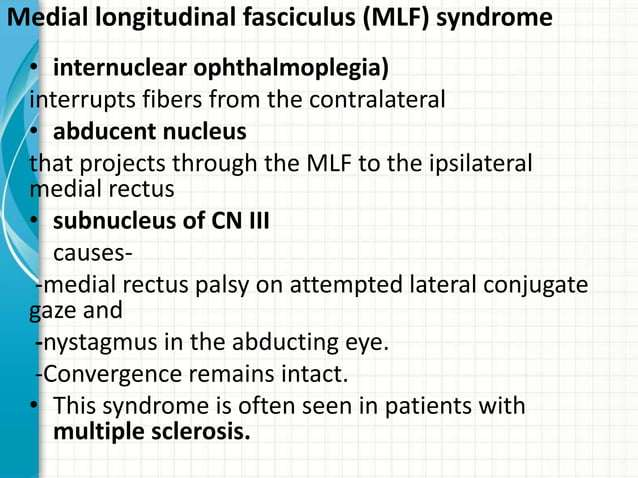 Medial longitudinal fasciculus (MLF) syndrome
• internuclear ophthalmoplegia)
interrupts fibers from the contralateral
• abducent nucleus
that projects through the MLF to the ipsilateral
medial rectus
• subnucleus of CN III
causes-
-medial rectus palsy on attempted lateral conjugate
gaze and
-nystagmus in the abducting eye.
-Convergence remains intact.
• This syndrome is often seen in patients with
multiple sclerosis.